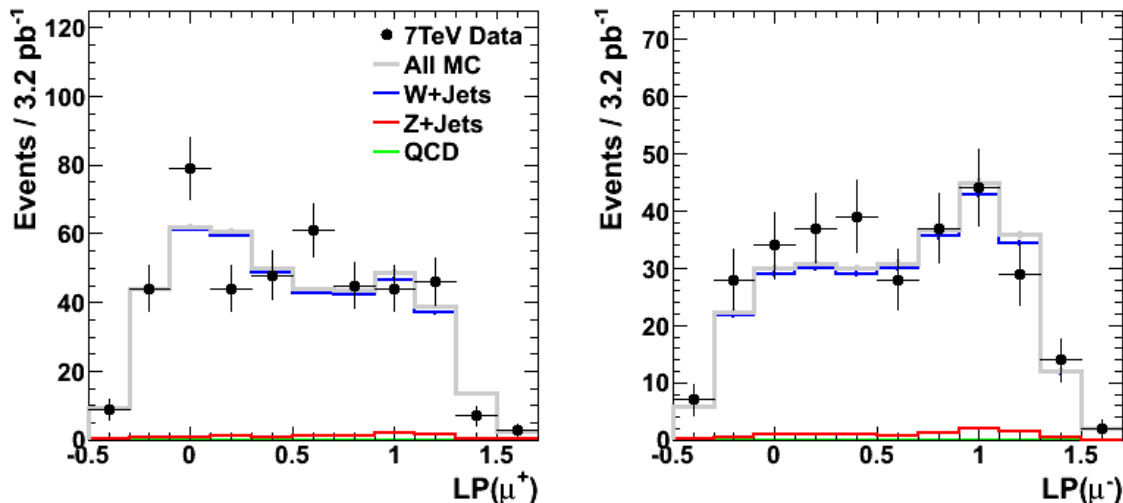 Events / 3.2 pb⁻¹
120
100
80
60
40
20
0
-0.5 0 0.5 1 1.5
LP(μ⁺)
7TeV Data
All MC
W+Jets
Z+Jets
QCD
Events / 3.2 pb⁻¹
70
60
50
40
30
20
10
0
-0.5 0 0.5 1 1.5
LP(μ⁻)